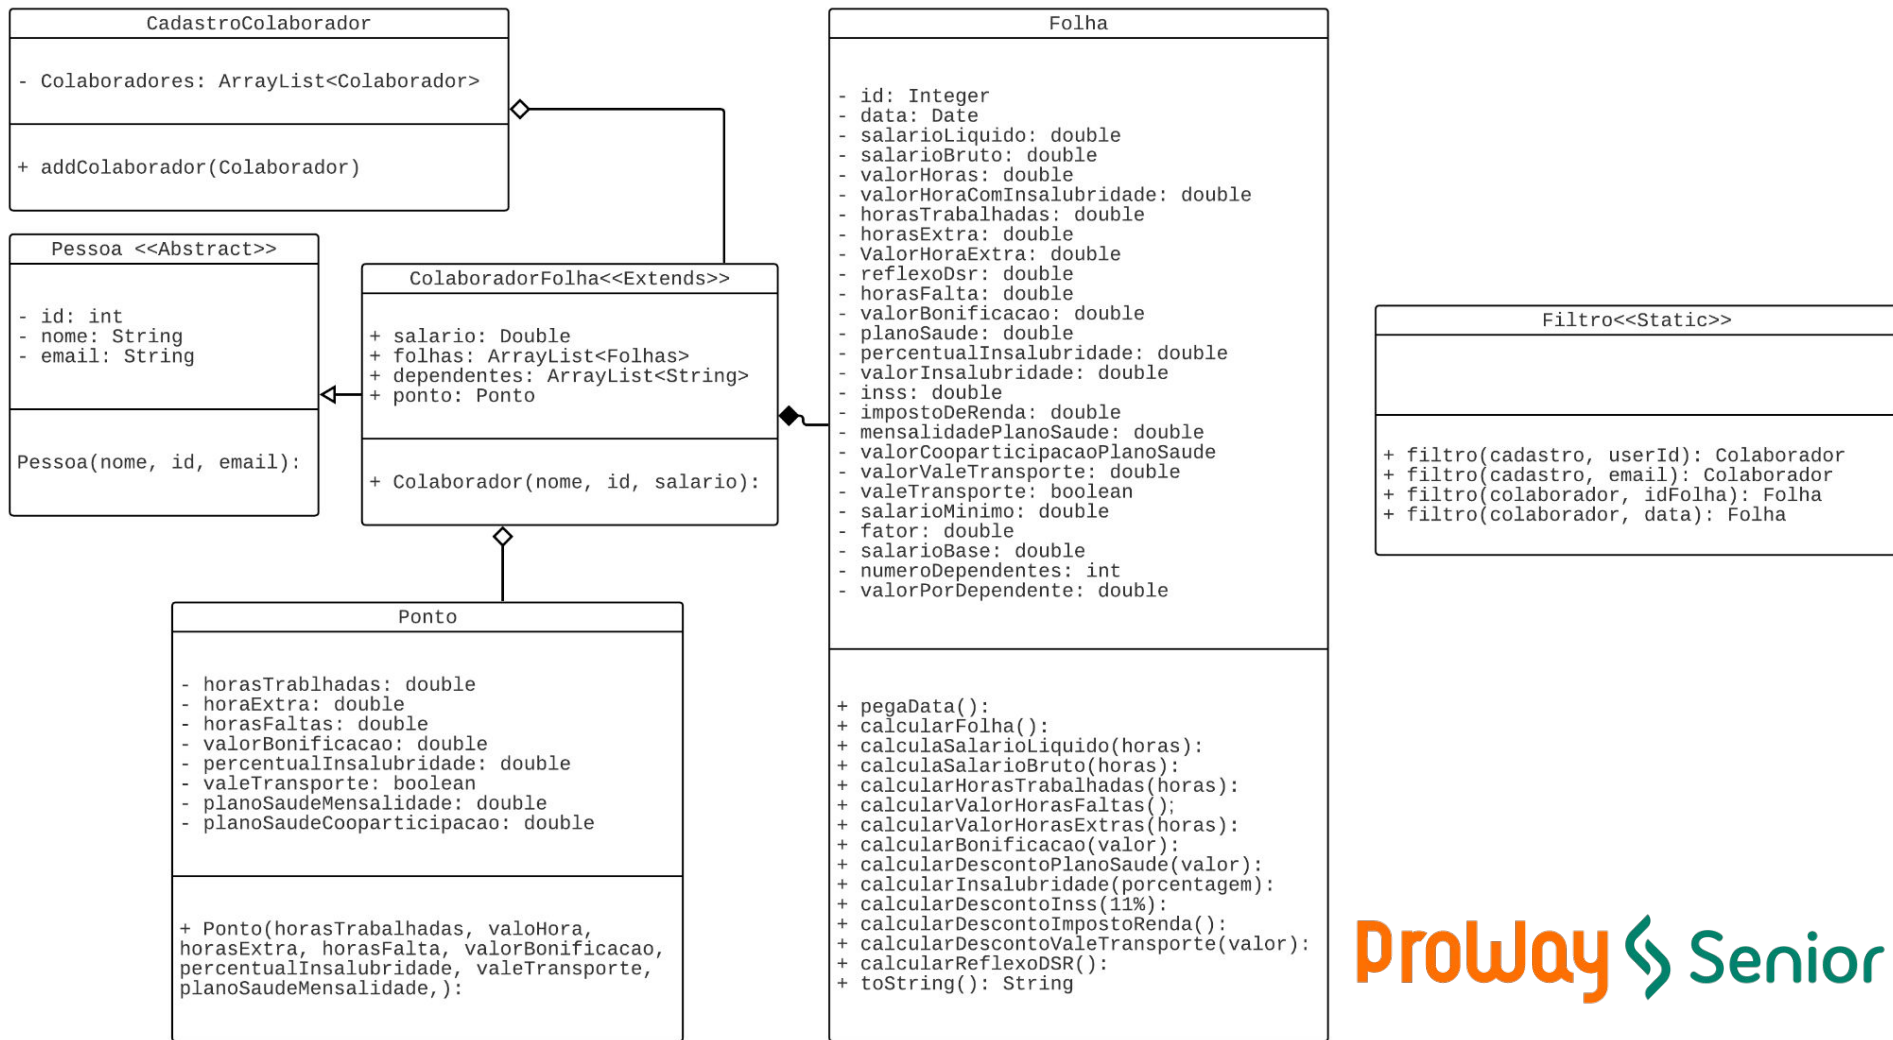 CadastroColaborador
- Colaboradores: ArrayList<Colaborador>
+ addColaborador(Colaborador)
Pessoa <<Abstract>>
- id: int
- nome: String
- email: String
Pessoa(nome, id, email):
ColaboradorFolha<<Extends>>
+ salario: Double
+ folhas: ArrayList<Folhas>
+ dependentes: ArrayList<String>
+ ponto: Ponto
+ Colaborador(nome, id, salario):
Ponto
- horasTrablhadas: double
- horaExtra: double
- horasFaltas: double
- valorBonificacao: double
- percentualInsalubridade: double
- valeTransporte: boolean
- planoSaudeMensalidade: double
- planoSaudeCooparticipacao: double
+ Ponto(horasTrabalhadas, valoHora,
horasExtra, horasFalta, valorBonificacao,
percentualInsalubridade, valeTransporte,
planoSaudeMensalidade,):
Folha
- id: Integer
- data: Date
- salarioLiquido: double
- salarioBruto: double
- valorHoras: double
- valorHoraComInsalubridade: double
- horasTrabalhadas: double
- horasExtra: double
- ValorHoraExtra: double
- reflexoDsr: double
- horasFalta: double
- valorBonificacao: double
- planoSaude: double
- percentualInsalubridade: double
- valorInsalubridade: double
- inss: double
- impostoDeRenda: double
- mensalidadePlanoSaude: double
- valorCooparticipacaoPlanoSaude
- valorValeTransporte: double
- valeTransporte: boolean
- salarioMinimo: double
- fator: double
- salarioBase: double
- numeroDependentes: int
- valorPorDependente: double
+ pegaData():
+ calcularFolha():
+ calculaSalarioLiquido(horas):
+ calculaSalarioBruto(horas):
+ calcularHorasTrabalhadas(horas):
+ calcularValorHorasFaltas();
+ calcularValorHorasExtras(horas):
+ calcularBonificacao(valor):
+ calcularDescontoPlanoSaude(valor):
+ calcularInsalubridade(porcentagem):
+ calcularDescontoInss(11%):
+ calcularDescontoImpostoRenda():
+ calcularDescontoValeTransporte(valor):
+ calcularReflexoDSR():
+ toString(): String
Filtro<<Static>>
+ filtro(cadastro, userId): Colaborador
+ filtro(cadastro, email): Colaborador
+ filtro(colaborador, idFolha): Folha
+ filtro(colaborador, data): Folha
ProWay Senior